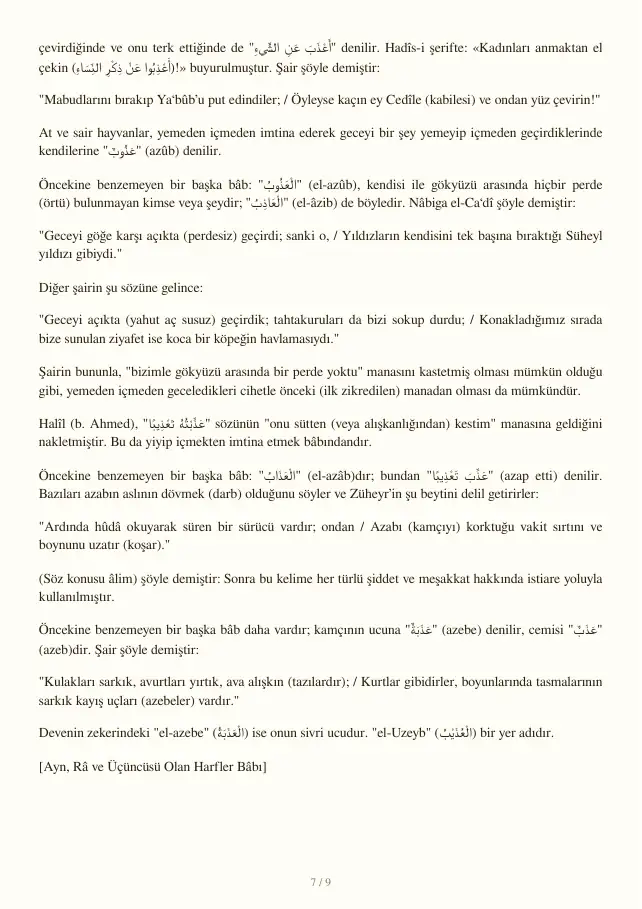 çevirdiğinde ve onu terk ettiğinde de "أَعْذَبَ عَنِ الشَّيءِ" denilir. Hadîs-i şerifte: «Kadınları anmaktan el
çekin (أَعْذِبُوا عَنْ ذِكْرِ النِّسَاءِ)!» buyurulmuştur. Şair şöyle demiştir:
"Mabudlarını bırakıp Ya‘bûb’u put edindiler; / Öyleyse kaçın ey Cedîle (kabilesi) ve ondan yüz çevirin!"
At ve sair hayvanlar, yemeden içmeden imtina ederek geceyi bir şey yemeyip içmeden geçirdiklerinde
kendilerine "عَذُوبٌ" (azûb) denilir.
Öncekine benzemeyen bir başka bâb: "الْعَذُوبُ" (el-azûb), kendisi ile gökyüzü arasında hiçbir perde
(örtü) bulunmayan kimse veya şeydir; "الْعَاذِبُ" (el-âzib) de böyledir. Nâbiga el-Ca‘dî şöyle demiştir:
"Geceyi göğe karşı açıkta (perdesiz) geçirdi; sanki o, / Yıldızların kendisini tek başına bıraktığı Süheyl
yıldızı gibiydi."
Diğer şairin şu sözüne gelince:
"Geceyi açıkta (yahut aç susuz) geçirdik; tahtakuruları da bizi sokup durdu; / Konakladığımız sırada
bize sunulan ziyafet ise koca bir köpeğin havlamasıydı."
Şairin bununla, "bizimle gökyüzü arasında bir perde yoktu" manasını kastetmiş olması mümkün olduğu
gibi, yemeden içmeden geceledikleri cihetle önceki (ilk zikredilen) manadan olması da mümkündür.
Halîl (b. Ahmed), "عَذَّبْتُهُ تَعْذِيبًا" sözünün "onu sütten (veya alışkanlığından) kestim" manasına geldiğini
nakletmiştir. Bu da yiyip içmekten imtina etmek bâbındandır.
Öncekine benzemeyen bir başka bâb: "الْعَذَابُ" (el-azâb)dır; bundan "عَذَّبَ تَعْذِيبًا" (azap etti) denilir.
Bazıları azabın aslının dövmek (darb) olduğunu söyler ve Züheyr’in şu beytini delil getirirler:
"Ardında hûdâ okuyarak süren bir sürücü vardır; ondan / Azabı (kamçıyı) korktuğu vakit sırtını ve
boynunu uzatır (koşar)."
(Söz konusu âlim) şöyle demiştir: Sonra bu kelime her türlü şiddet ve meşakkat hakkında istiare yoluyla
kullanılmıştır.
Öncekine benzemeyen bir başka bâb daha vardır; kamçının ucuna "عَذَبَةٌ" (azebe) denilir, cemisi "عَذَبٌ"
(azeb)dir. Şair şöyle demiştir:
"Kulakları sarkık, avurtları yırtık, ava alışkın (tazılardır); / Kurtlar gibidirler, boyunlarında tasmalarının
sarkık kayış uçları (azebeler) vardır."
Devenin zekerindeki "el-azebe" (الْعَذَبَةُ) ise onun sivri ucudur. "el-Uzeyb" (الْعُذَيْبُ) bir yer adıdır.
[Ayn, Râ ve Üçüncüsü Olan Harfler Bâbı]
7 / 9